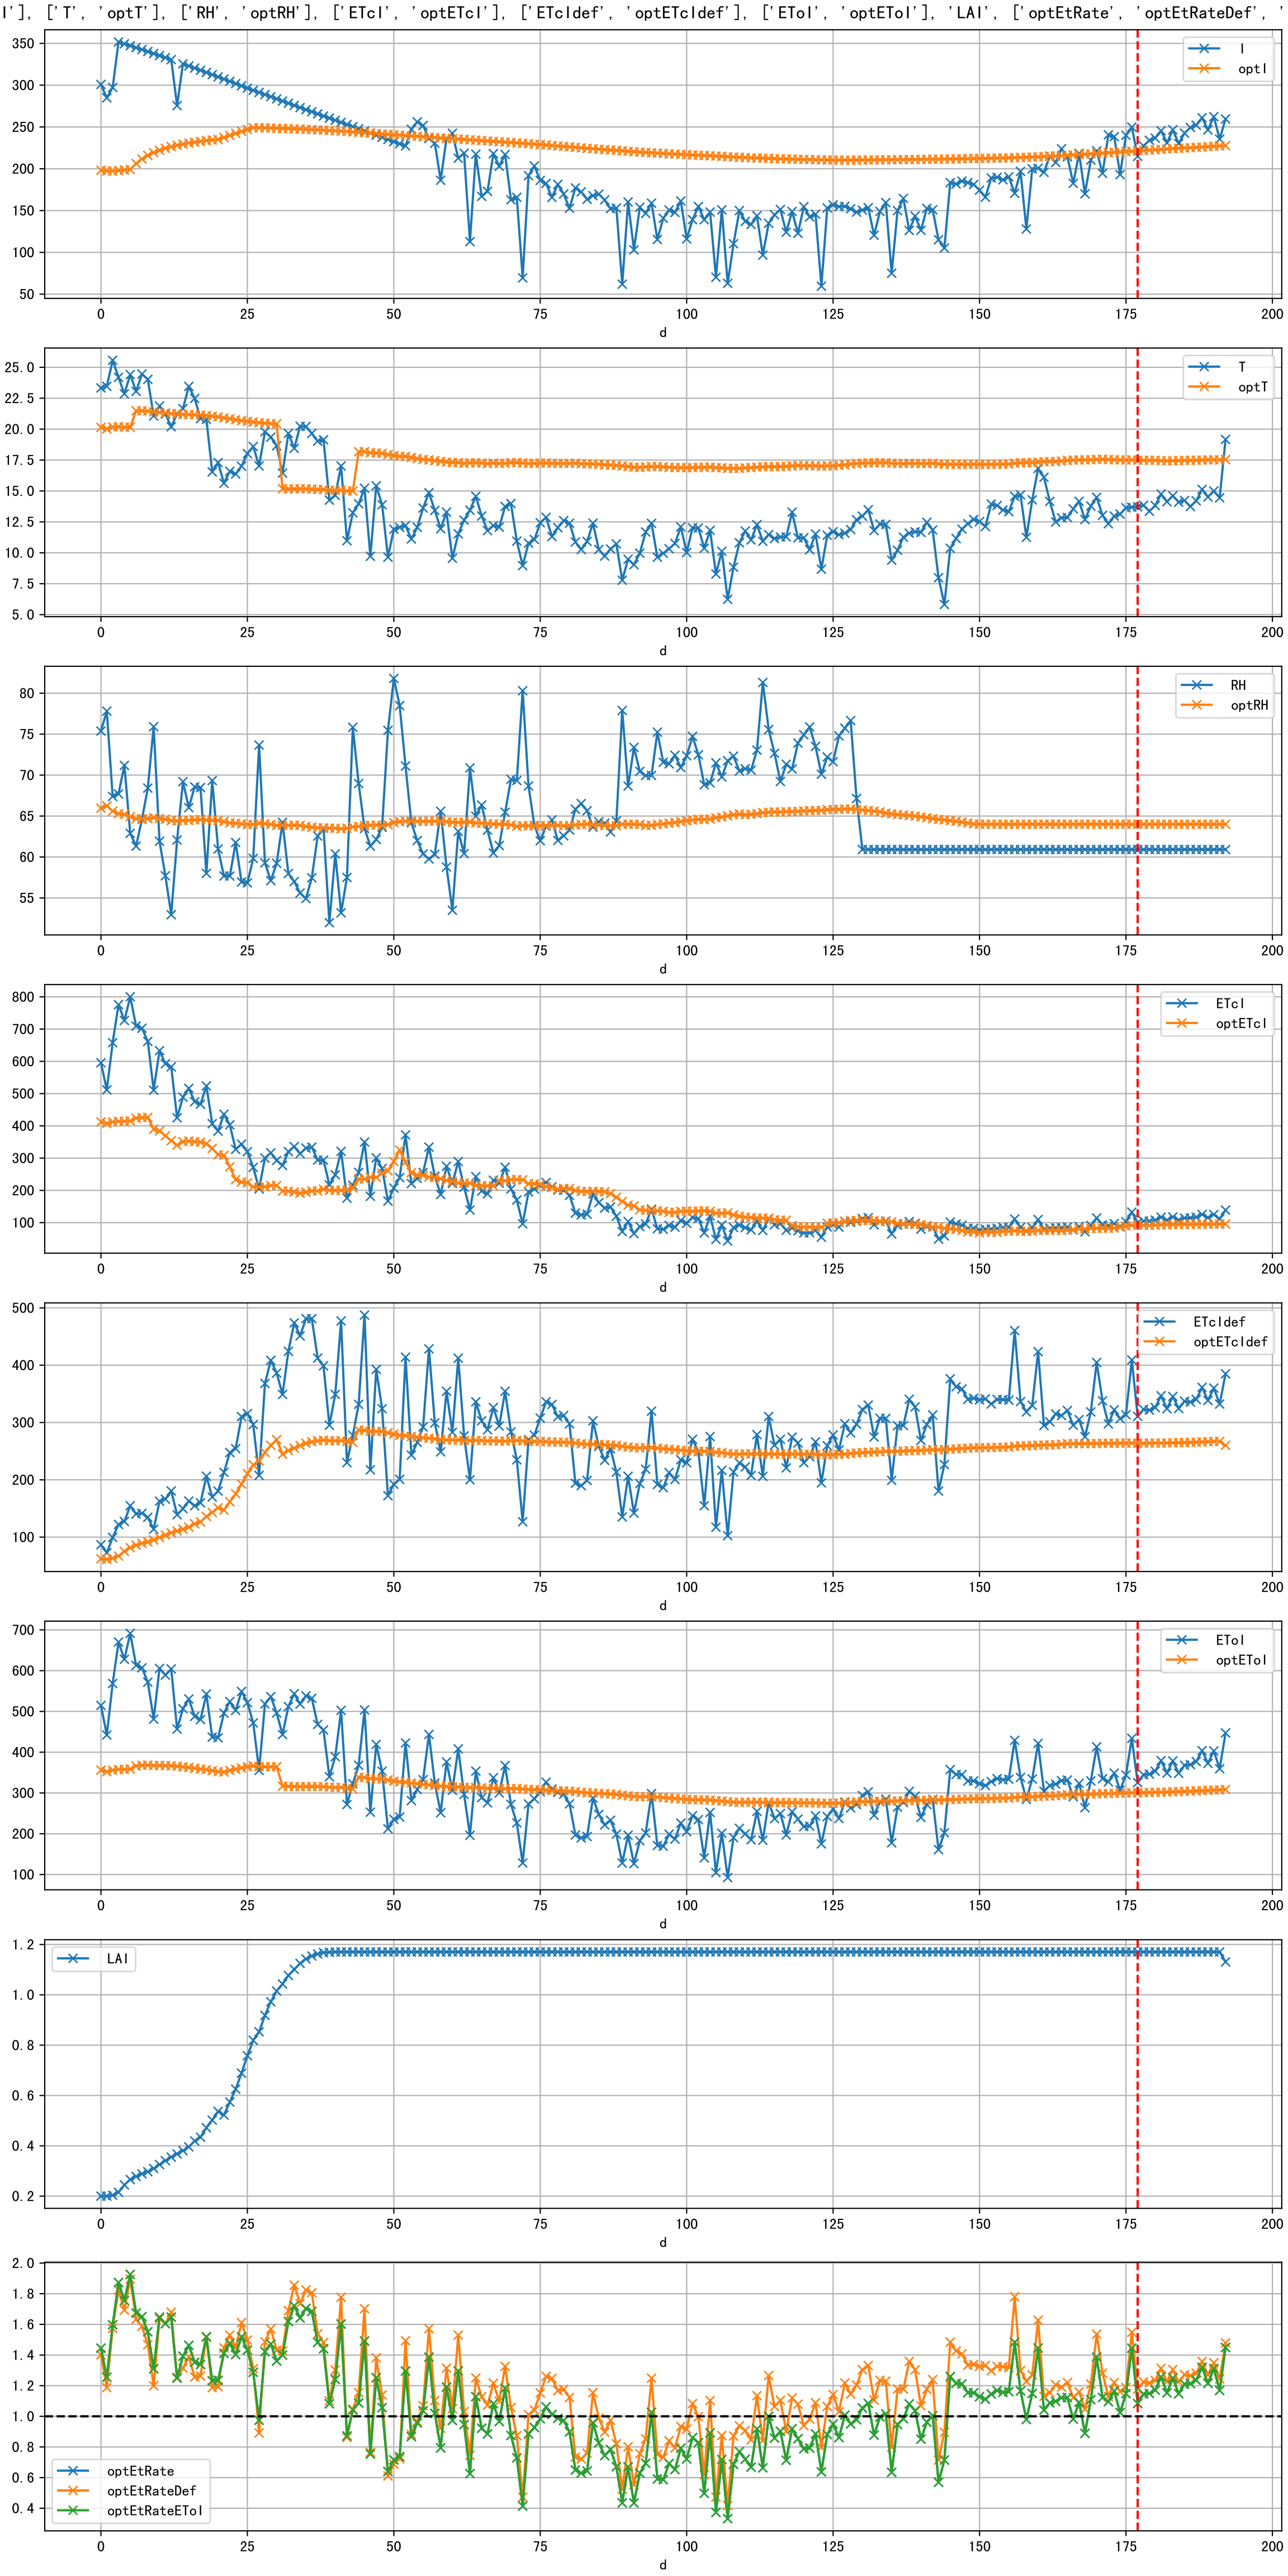 I'], ['T', 'optT'], ['RH', 'optRH'], ['ETcI', 'optETcI'], ['ETcIdef', 'optETcIdef'], ['EToI', 'optEToI'], 'LAI', ['optEtRate', 'optEtRateDef', '
350
300
250
200
150
100
50
I
optI
0 25 50 75 100 125 150 175 200
d
25.0
22.5
20.0
17.5
15.0
12.5
10.0
7.5
5.0
T
optT
0 25 50 75 100 125 150 175 200
d
80
75
70
65
60
55
RH
optRH
0 25 50 75 100 125 150 175 200
d
800
700
600
500
400
300
200
100
ETcI
optETcI
0 25 50 75 100 125 150 175 200
d
500
400
300
200
100
ETcIdef
optETcIdef
0 25 50 75 100 125 150 175 200
d
700
600
500
400
300
200
100
EToI
optEToI
0 25 50 75 100 125 150 175 200
d
1.2
1.0
0.8
0.6
0.4
0.2
LAI
0 25 50 75 100 125 150 175 200
d
2.0
1.8
1.6
1.4
1.2
1.0
0.8
0.6
0.4
optEtRate
optEtRateDef
optEtRateEToI
0 25 50 75 100 125 150 175 200
d